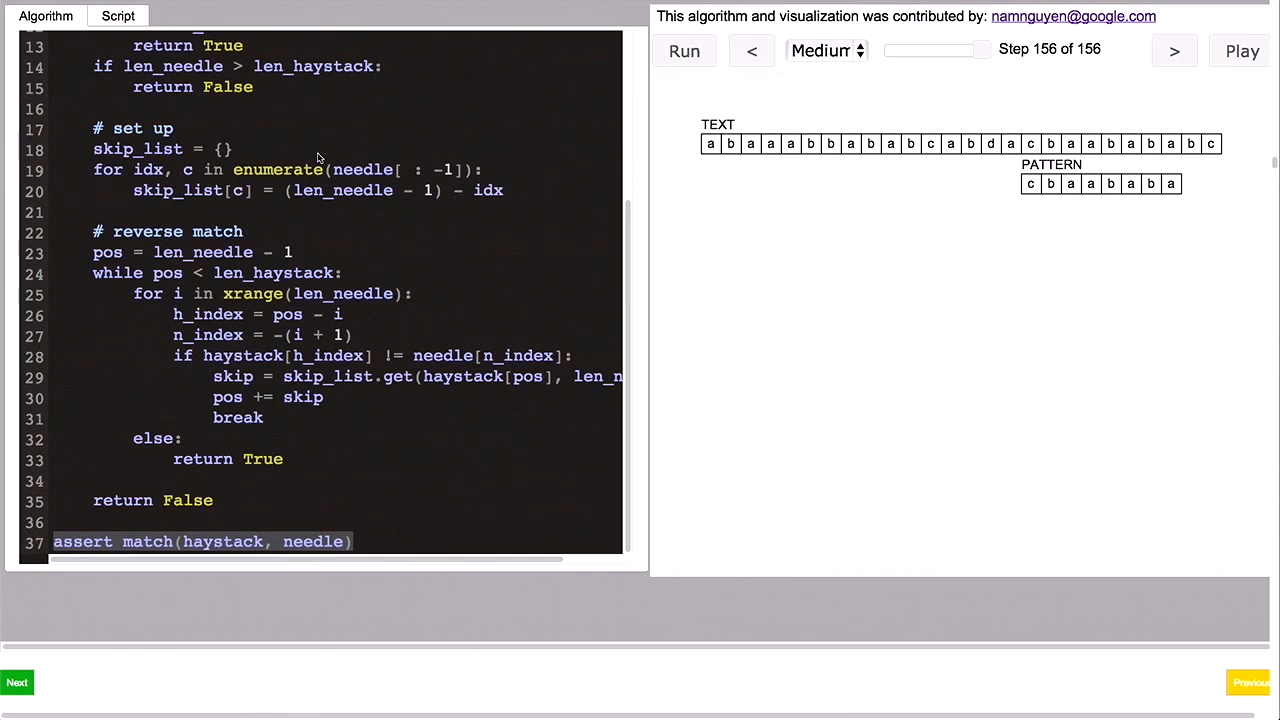 Algorithm
Script
13 return True
14 if len_needle > len_haystack:
15 return False
16
17 # set up
18 skip_list = {}
19 for idx, c in enumerate(needle[ : -1]):
20 skip_list[c] = (len_needle - 1) - idx
21
22 # reverse match
23 pos = len_needle - 1
24 while pos < len_haystack:
25 for i in xrange(len_needle):
26 h_index = pos - i
27 n_index = -(i + 1)
28 if haystack[h_index] != needle[n_index]:
29 skip = skip_list.get(haystack[pos], len_n
30 pos += skip
31 break
32 else:
33 return True
34
35 return False
36
37 assert match(haystack, needle)
This algorithm and visualization was contributed by: namnguyen@google.com
Run < Medium Step 156 of 156 > Play
TEXT
a b a a a b b a b a b c a b d a c b a a b a b a b c
PATTERN
c b a a b a b a
Next
Previous